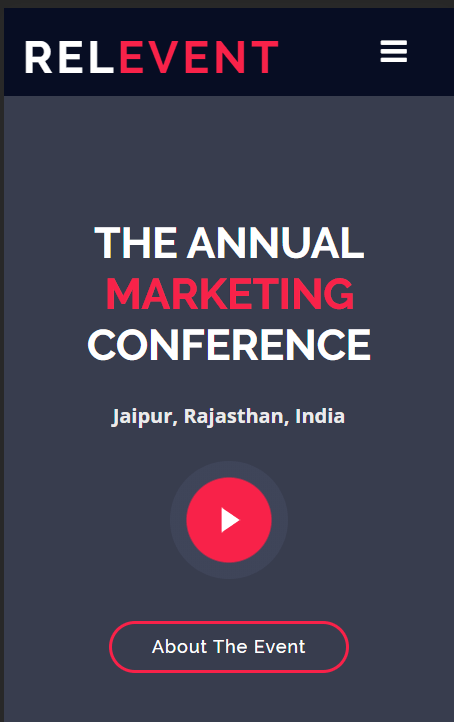 RELEVENT
THE ANNUAL
MARKETING
CONFERENCE
Jaipur, Rajasthan, India
About The Event